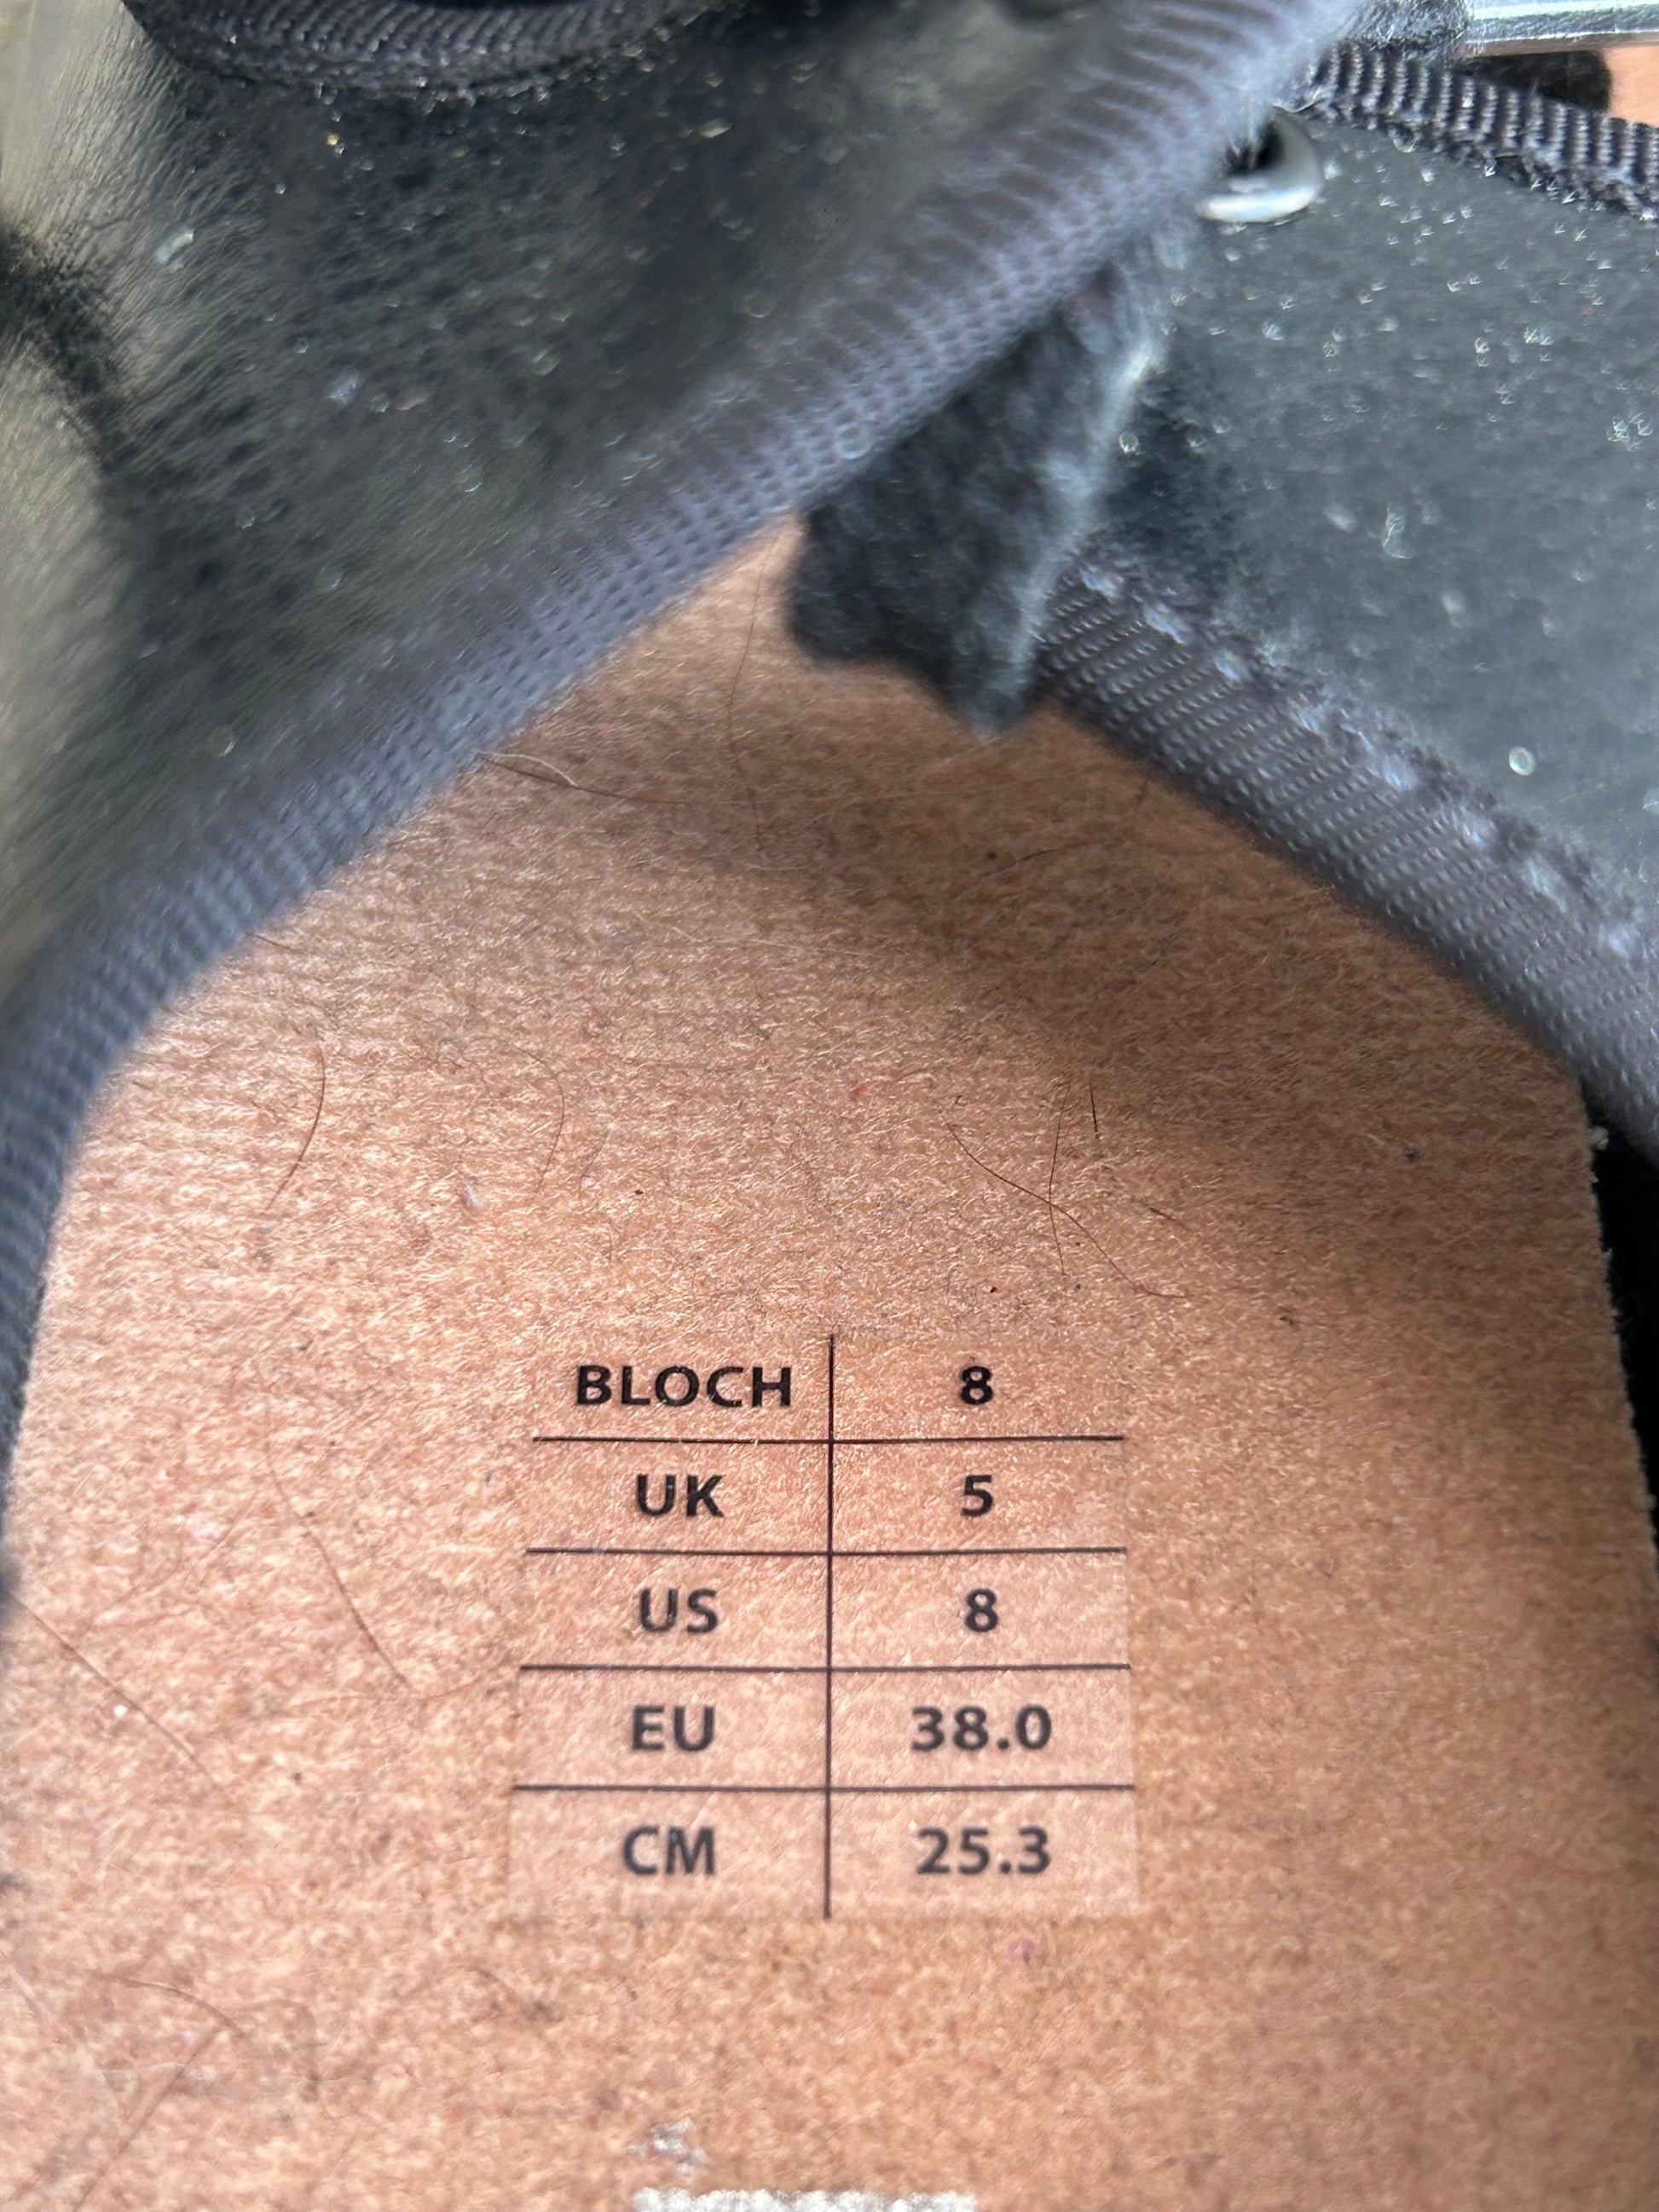 BLOCH 8
UK 5
US 8
EU 38.0
CM 25.3